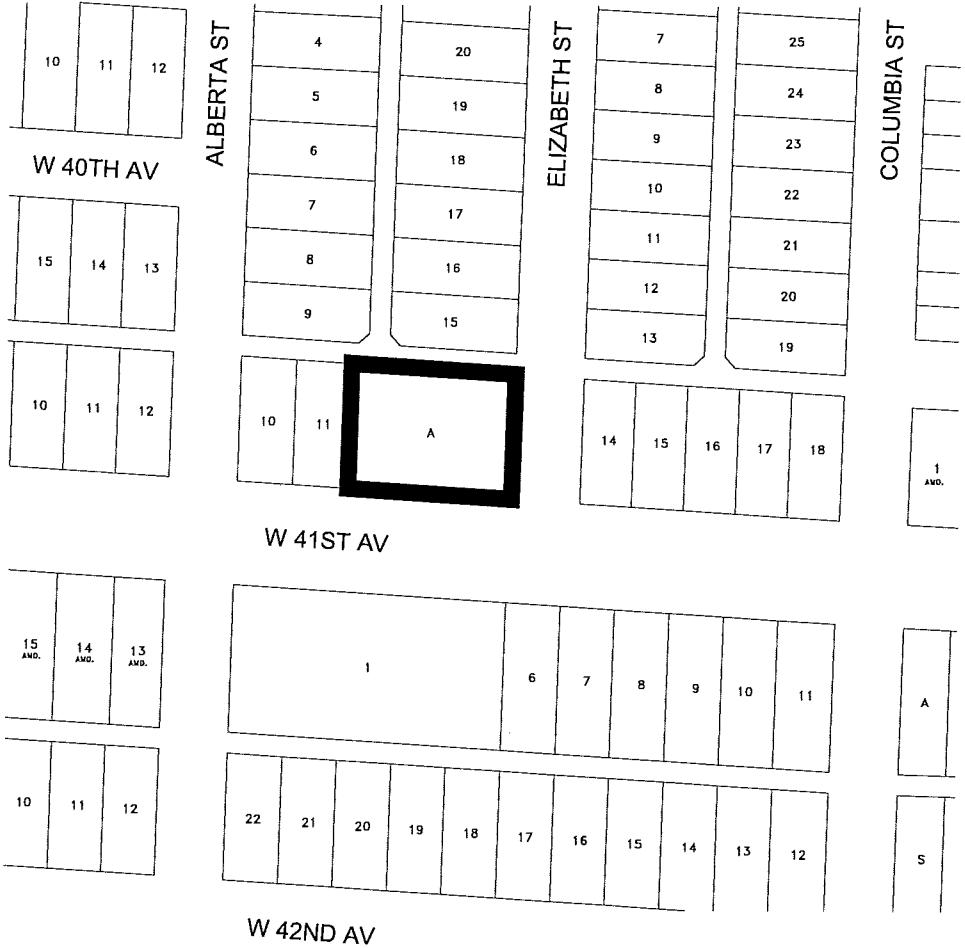 ALBERTA ST
ELIZABETH ST
COLUMBIA ST
10 11 12
4
5
6
7
8
9
20
19
18
17
16
15
7
8
9
10
11
12
13
25
24
23
22
21
20
19
W 40TH AV
15 14 13
10 11 12
10 11 A
14 15 16 17 18
1
AMD.
W 41ST AV
15
AMD.
14
AMD.
13
AMD.
1
6 7 8 9 10 11
A
10 11 12
22 21 20 19 18 17 16 15 14 13 12
S
W 42ND AV